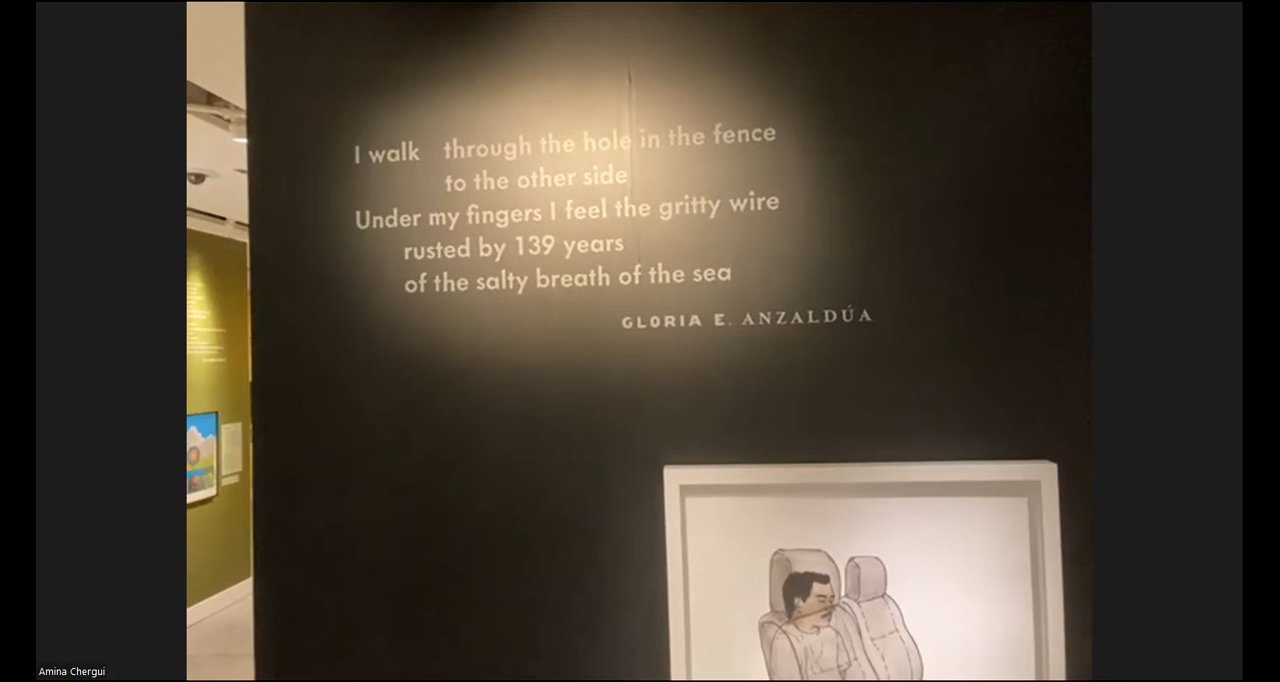 I walk through the hole in the fence
to the other side
Under my fingers I feel the gritty wire
rusted by 139 years
of the salty breath of the sea
GLORIA E. ANZALDÚA
Amina Chergui